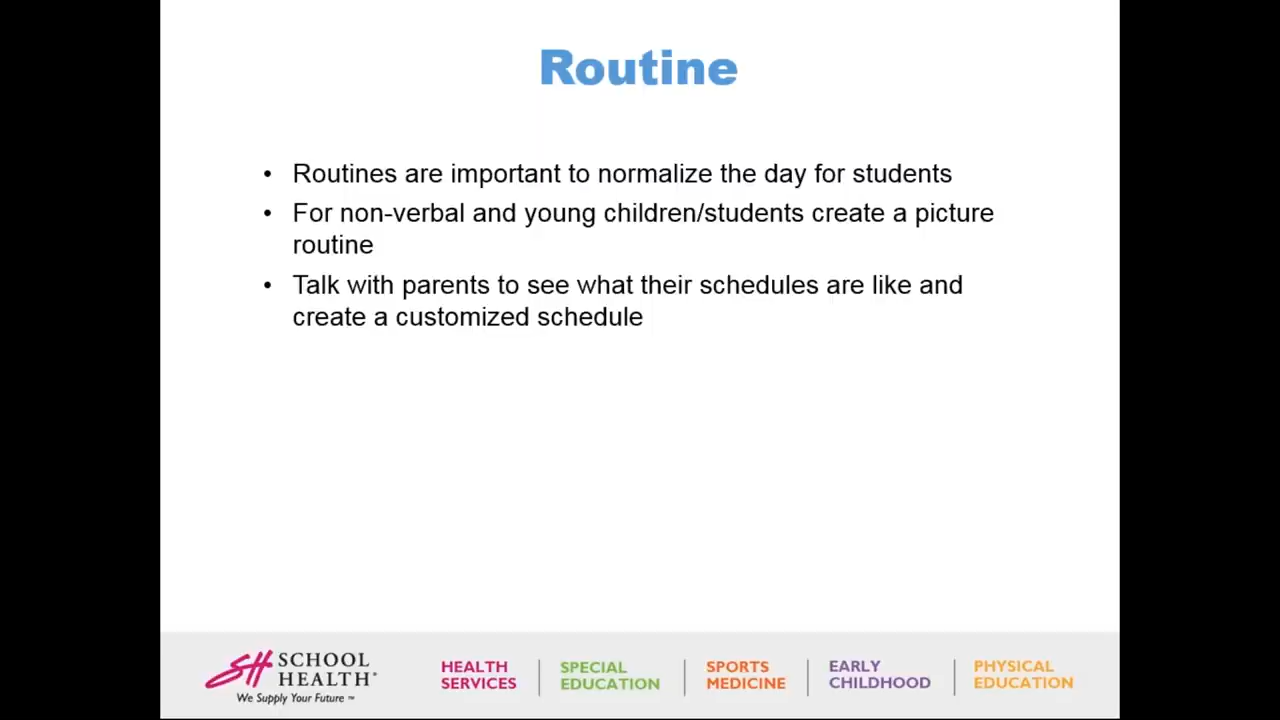 Routine
• Routines are important to normalize the day for students
• For non-verbal and young children/students create a picture
routine
• Talk with parents to see what their schedules are like and
create a customized schedule
SH SCHOOL
HEALTH®
We Supply Your Future ™
HEALTH
SERVICES
SPECIAL
EDUCATION
SPORTS
MEDICINE
EARLY
CHILDHOOD
PHYSICAL
EDUCATION